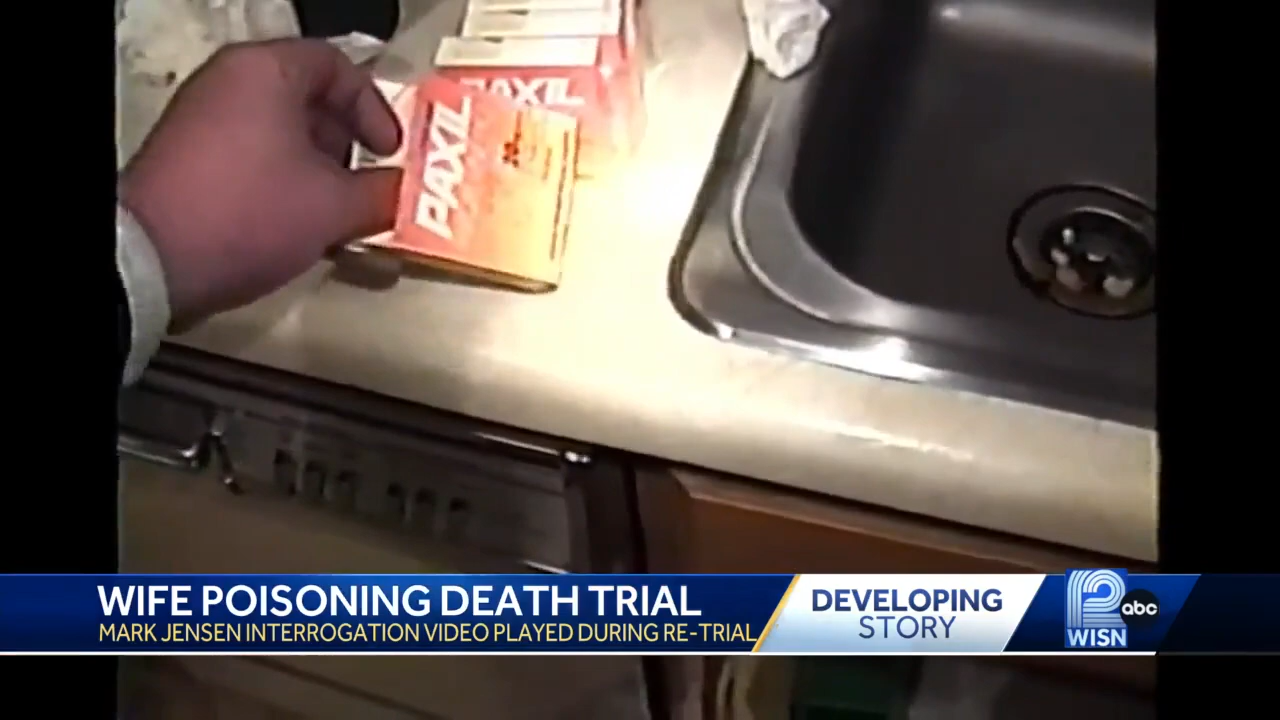 PAXIL
PAXIL
WIFE POISONING DEATH TRIAL
MARK JENSEN INTERROGATION VIDEO PLAYED DURING RE-TRIAL
DEVELOPING
STORY
12
abc
WISN